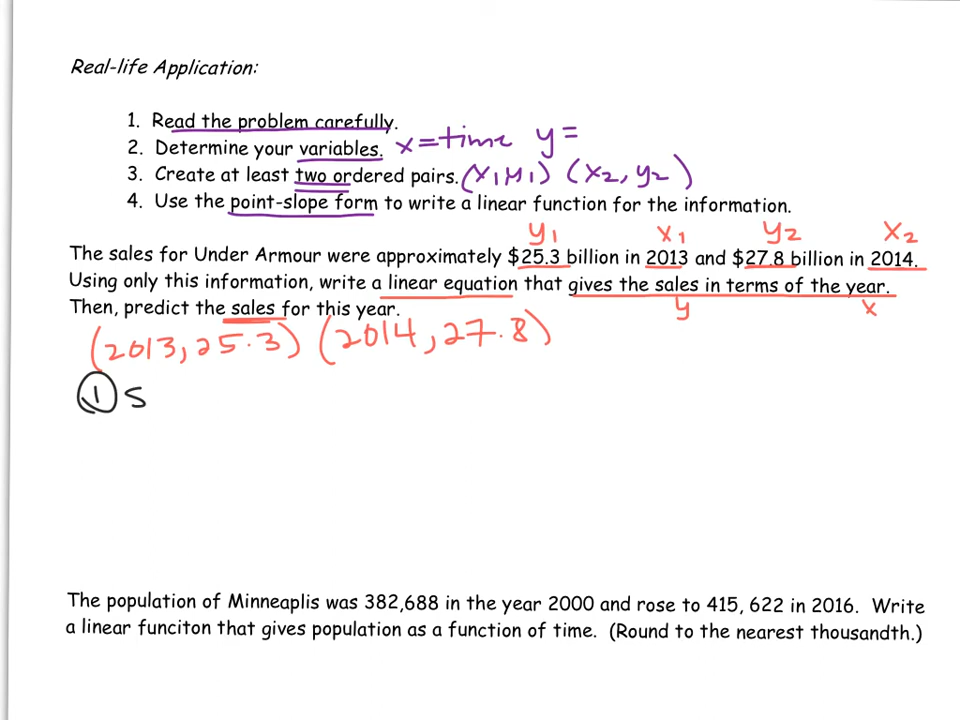 Real-life Application:
1. Read the problem carefully.
2. Determine your variables. x=time y=
3. Create at least two ordered pairs. (x1,y1) (x2,y2)
4. Use the point-slope form to write a linear function for the information.
y1 x1 y2 x2
The sales for Under Armour were approximately $25.3 billion in 2013 and $27.8 billion in 2014.
Using only this information, write a linear equation that gives the sales in terms of the year.
Then, predict the sales for this year. y x
(2013,25.3) (2014,27.8)
1 S
The population of Minneaplis was 382,688 in the year 2000 and rose to 415, 622 in 2016. Write
a linear funciton that gives population as a function of time. (Round to the nearest thousandth.)